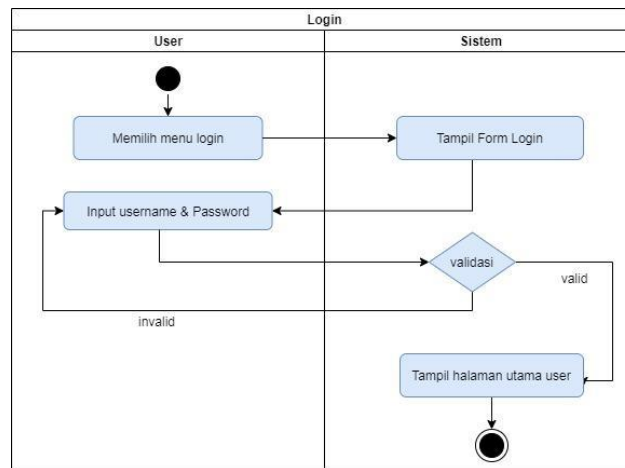 Login
User
Sistem
Memilih menu login
Tampil Form Login
Input username & Password
validasi
valid
invalid
Tampil halaman utama user